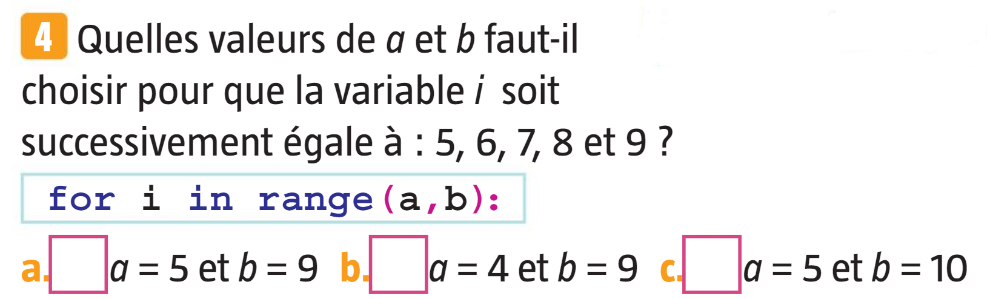 4 Quelles valeurs de a et b faut-il
choisir pour que la variable i soit
successivement égale à : 5, 6, 7, 8 et 9 ?
for i in range(a,b):
a. a = 5 et b = 9 b. a = 4 et b = 9 c. a = 5 et b = 10